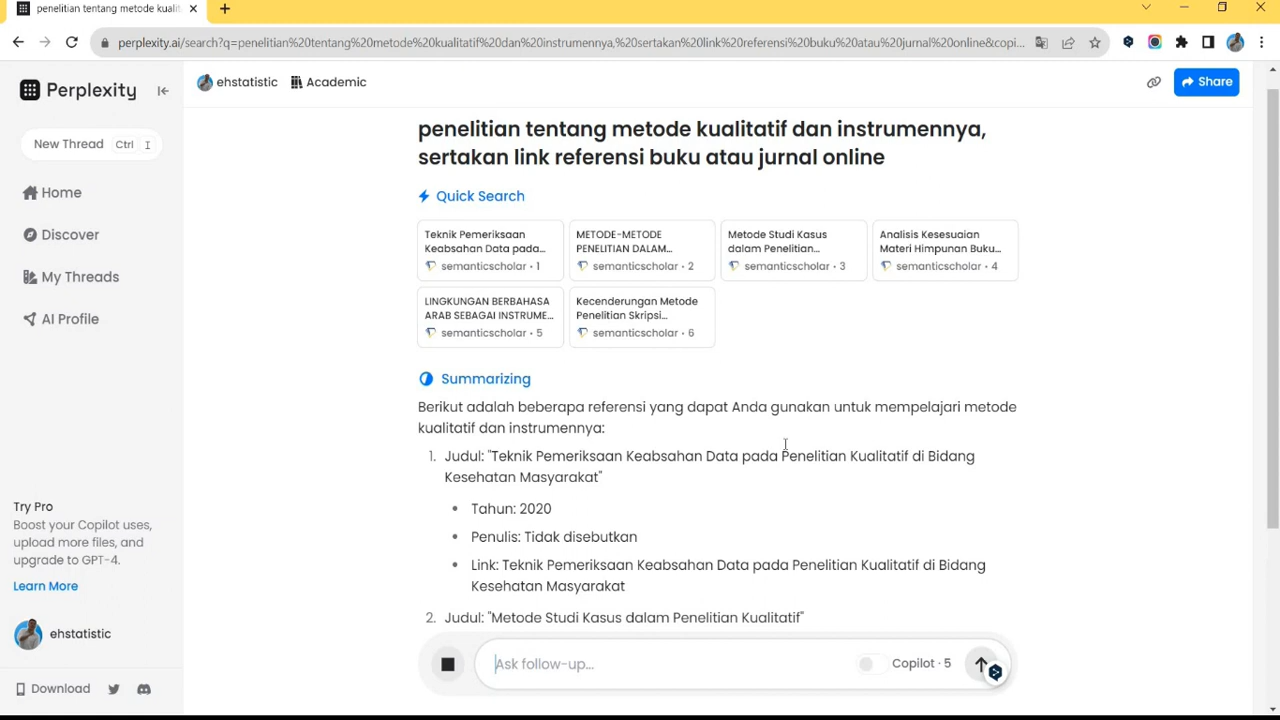 penelitian tentang metode kualit
perplexity.ai/search?q=penelitian%20tentang%20metode%20kualitatif%20dan%20instrumennya,%20sertakan%20link%20referensi%20buku%20atau%20jurnal%20online&copi...
Perplexity
ehstatistic
Academic
Share
New Thread
Ctrl
I
Home
Discover
My Threads
AI Profile
penelitian tentang metode kualitatif dan instrumennya,
sertakan link referensi buku atau jurnal online
Quick Search
Teknik Pemeriksaan
Keabsahan Data pada...
semanticscholar • 1
METODE-METODE
PENELITIAN DALAM...
semanticscholar • 2
Metode Studi Kasus
dalam Penelitian...
semanticscholar • 3
Analisis Kesesuaian
Materi Himpunan Buku...
semanticscholar • 4
LINGKUNGAN BERBAHASA
ARAB SEBAGAI INSTRUME...
semanticscholar • 5
Kecenderungan Metode
Penelitian Skripsi...
semanticscholar • 6
Summarizing
Berikut adalah beberapa referensi yang dapat Anda gunakan untuk mempelajari metode
kualitatif dan instrumennya:
1. Judul: "Teknik Pemeriksaan Keabsahan Data pada Penelitian Kualitatif di Bidang
Kesehatan Masyarakat"
• Tahun: 2020
• Penulis: Tidak disebutkan
• Link: Teknik Pemeriksaan Keabsahan Data pada Penelitian Kualitatif di Bidang
Kesehatan Masyarakat
2. Judul: "Metode Studi Kasus dalam Penelitian Kualitatif"
Ask follow-up...
Copilot · 5
Try Pro
Boost your Copilot uses,
upload more files, and
upgrade to GPT-4.
Learn More
ehstatistic
Download